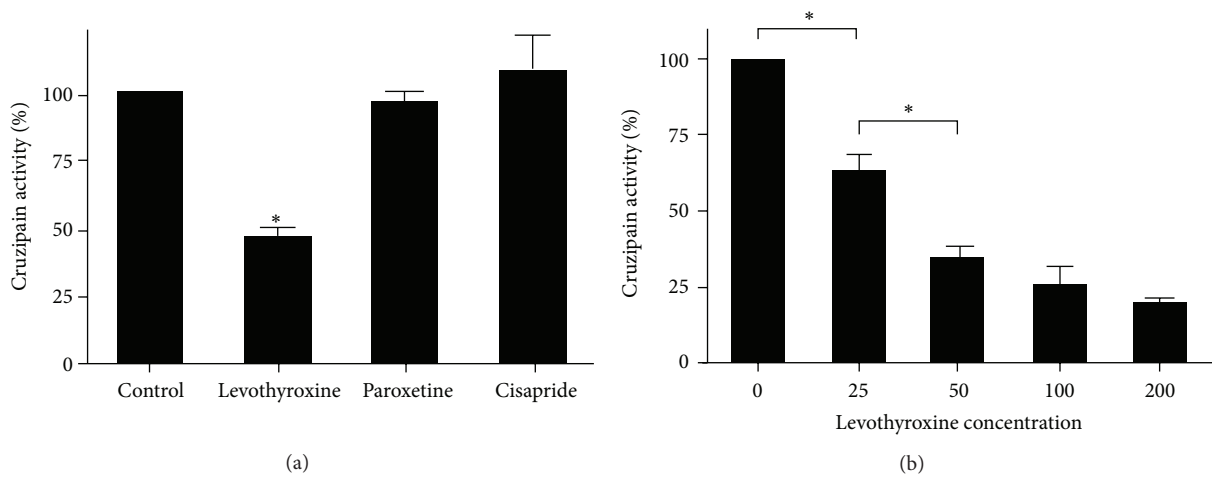 Cruzipain activity (%)
100
75
50
25
0
*
Control Levothyroxine Paroxetine Cisapride
(a)
Cruzipain activity (%)
100
75
50
25
0
*
*
0 25 50 100 200
Levothyroxine concentration
(b)